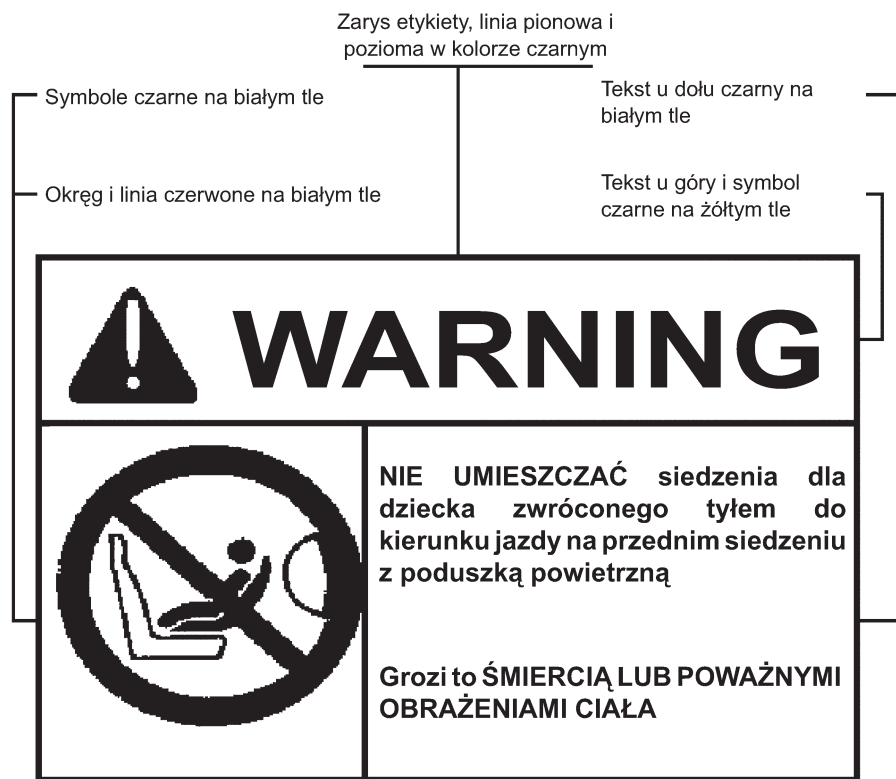 Zarys etykiety, linia pionowa i
pozioma w kolorze czarnym
Symbole czarne na białym tle
Tekst u dołu czarny na
białym tle
Okręg i linia czerwone na białym tle
Tekst u góry i symbol
czarne na żółtym tle
WARNING
NIE UMIESZCZAĆ siedzenia dla
dziecka zwróconego tyłem do
kierunku jazdy na przednim siedzeniu
z poduszką powietrzną
Grozi to ŚMIERCIĄ LUB POWAŻNYMI
OBRAŻENIAMI CIAŁA